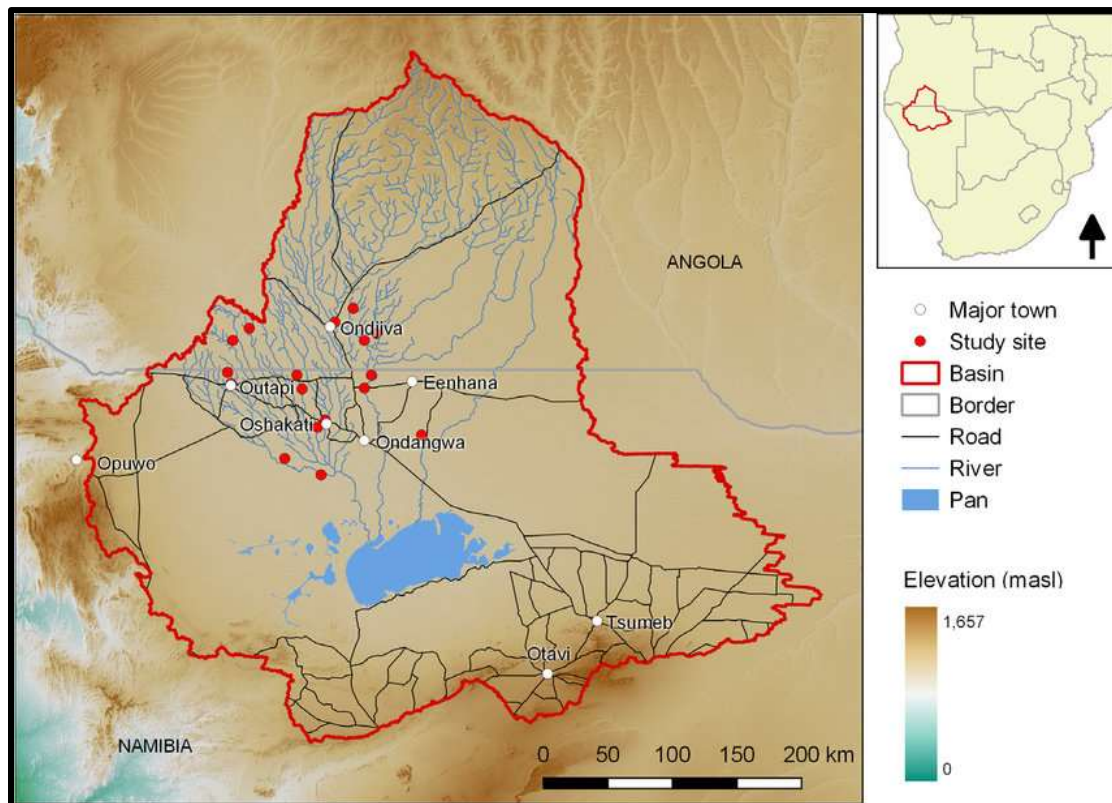 ANGOLA
Ondjiva
Outapi
Eenhana
Oshakati
Ondangwa
Opuwo
Tsumeb
Otavi
NAMIBIA
0 50 100 150 200 km
Major town
Study site
Basin
Border
Road
River
Pan
Elevation (masl)
1,657
0